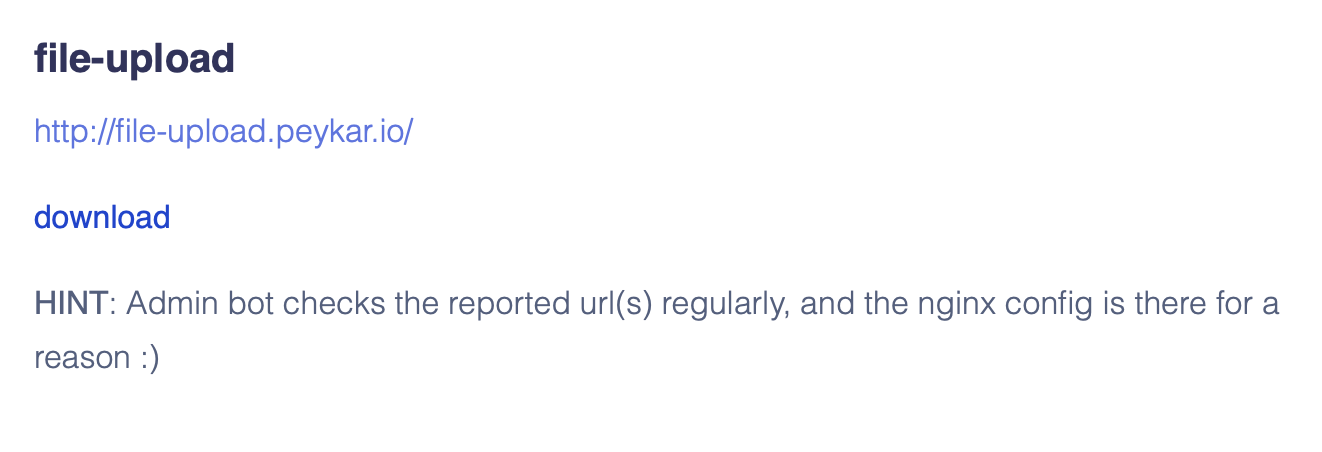 file-upload
http://file-upload.peykar.io/
download
HINT: Admin bot checks the reported url(s) regularly, and the nginx config is there for a
reason :)